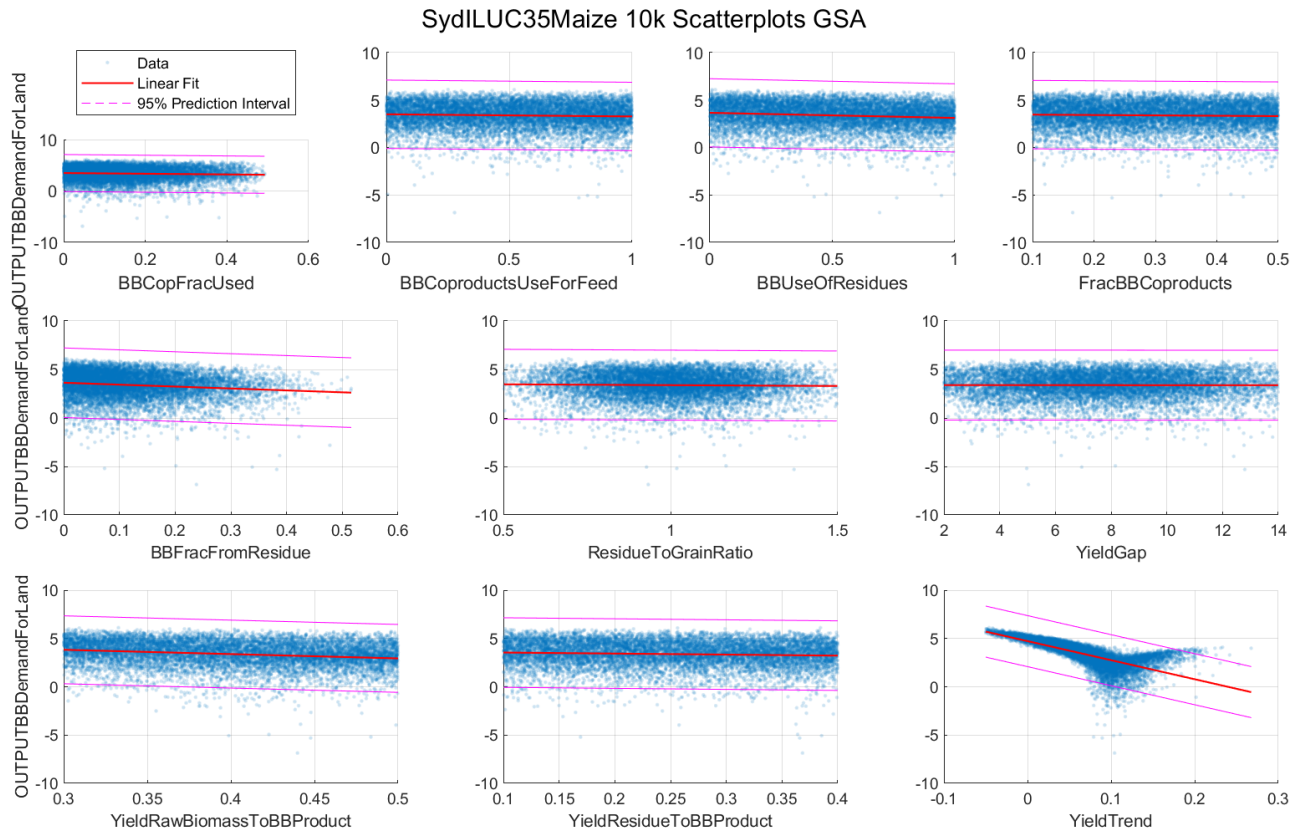 SydILUC35Maize 10k Scatterplots GSA
Data
Linear Fit
95% Prediction Interval
OUTPUTBBDemandForLand
10
5
0
-5
-10
0 0.2 0.4 0.6
BBCopFracUsed
10
5
0
-5
-10
0 0.5 1
BBCoproductsUseForFeed
10
5
0
-5
-10
0 0.5 1
BBUseOfResidues
10
5
0
-5
-10
0.1 0.2 0.3 0.4 0.5
FracBBCoproducts
OUTPUTBBDemandForLand
10
5
0
-5
-10
0 0.1 0.2 0.3 0.4 0.5 0.6
BBFracFromResidue
10
5
0
-5
-10
0.5 1 1.5
ResidueToGrainRatio
10
5
0
-5
-10
2 4 6 8 10 12 14
YieldGap
OUTPUTBBDemandForLand
10
5
0
-5
-10
0.3 0.35 0.4 0.45 0.5
YieldRawBiomassToBBProduct
10
5
0
-5
-10
0.1 0.15 0.2 0.25 0.3 0.35 0.4
YieldResidueToBBProduct
10
5
0
-5
-10
-0.1 0 0.1 0.2 0.3
YieldTrend